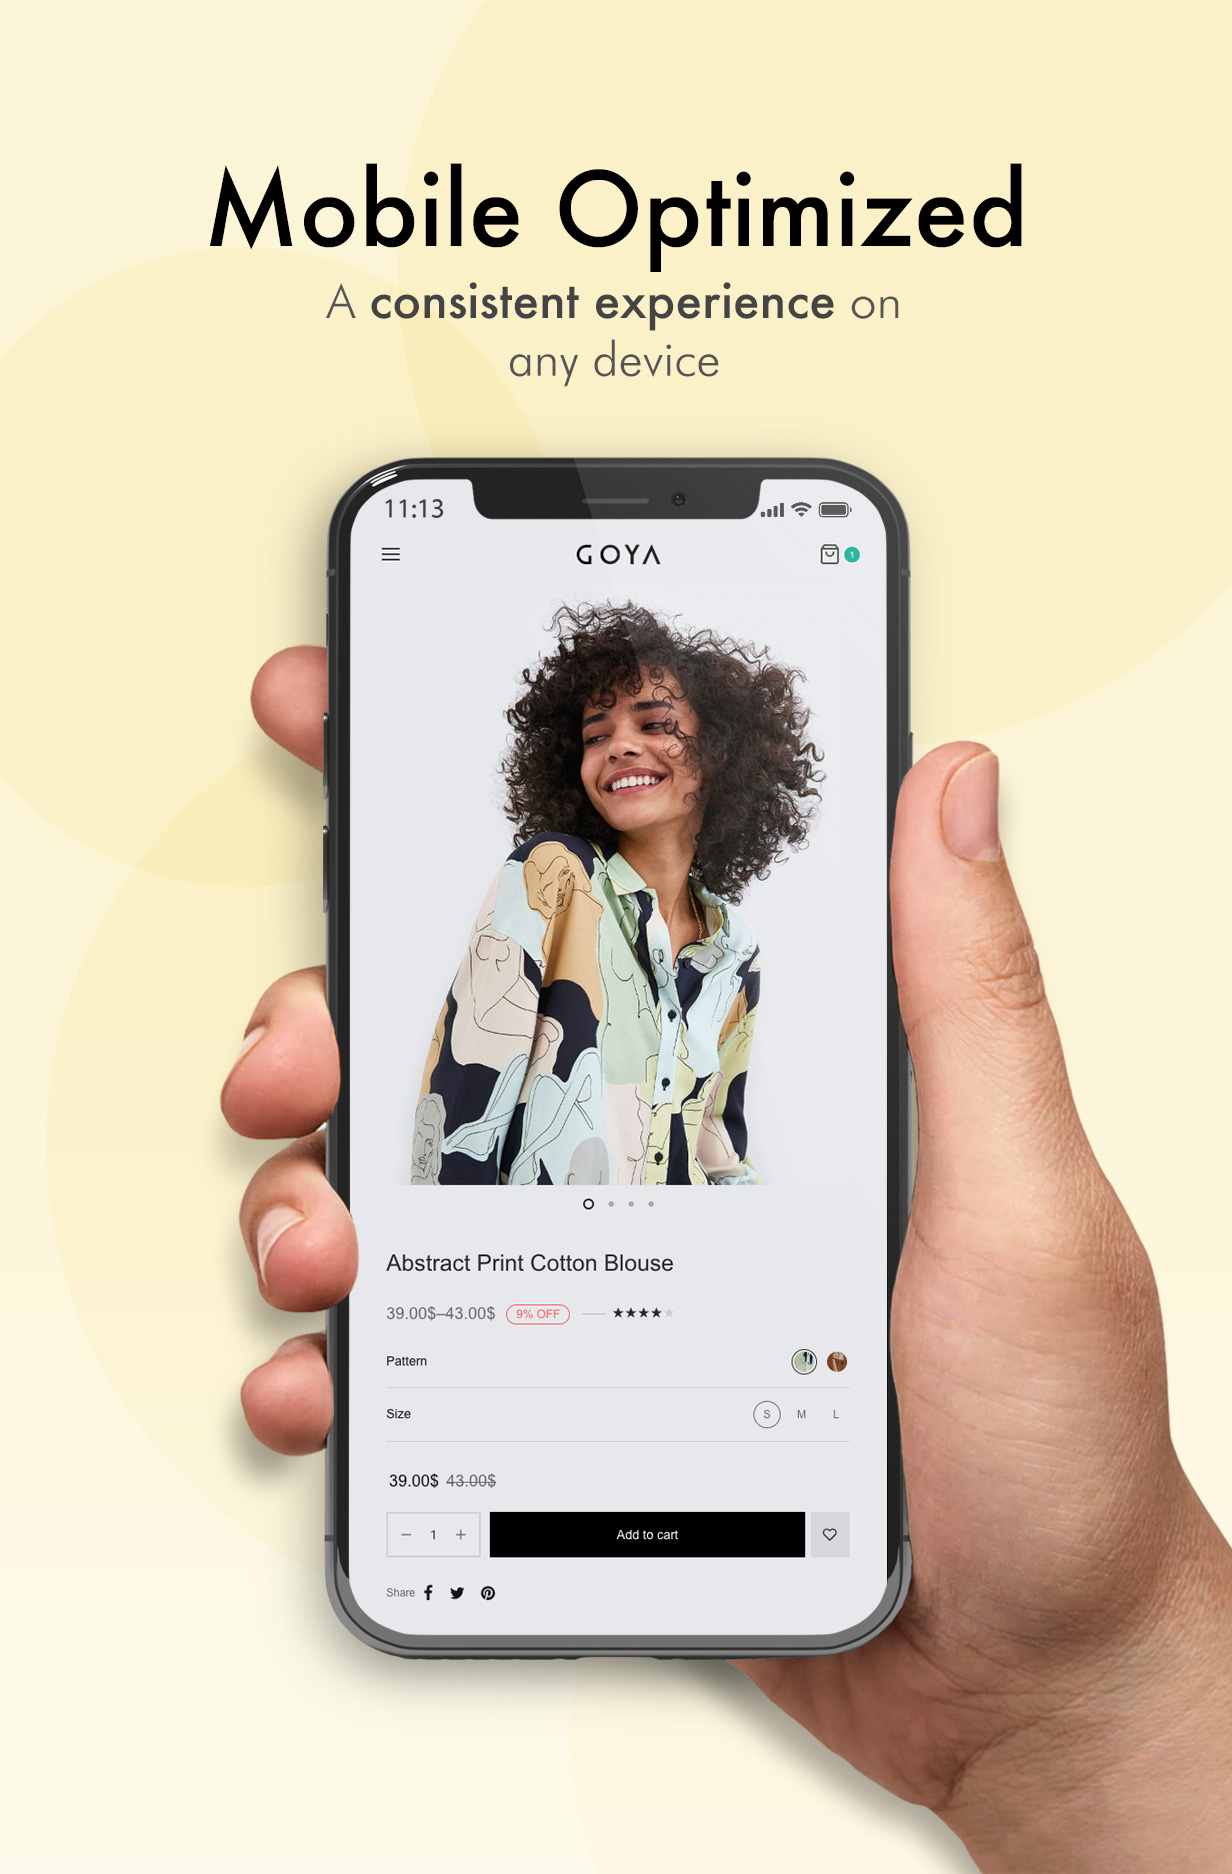 Mobile Optimized
A consistent experience on
any device
11:13
GOYA
1
Abstract Print Cotton Blouse
39.00$–43.00$ 9% OFF
Pattern
Size S M L
39.00$ 43.00$
− 1 + Add to cart
Share